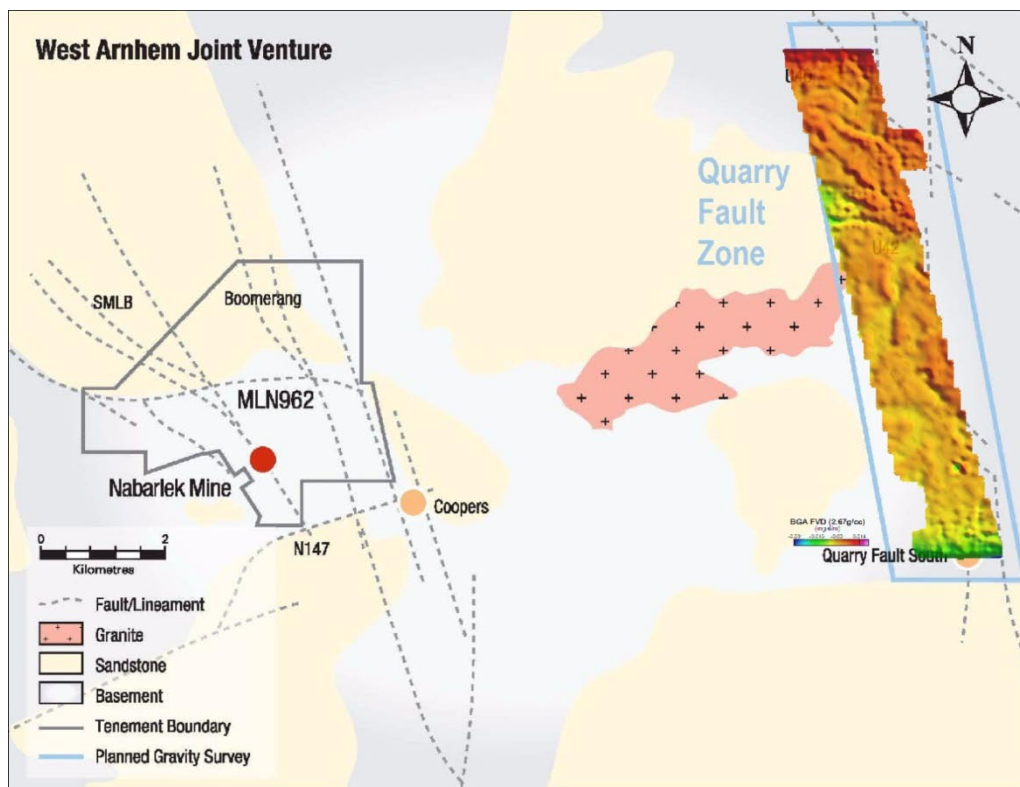 West Arnhem Joint Venture
N
Quarry
Fault
Zone
U42
SMLB
Boomerang
MLN962
Nabarlek Mine
Coopers
N147
BGA FVD (2.67g/cc)
Quarry Fault South
0 2
Kilometres
Fault/Lineament
Granite
Sandstone
Basement
Tenement Boundary
Planned Gravity Survey